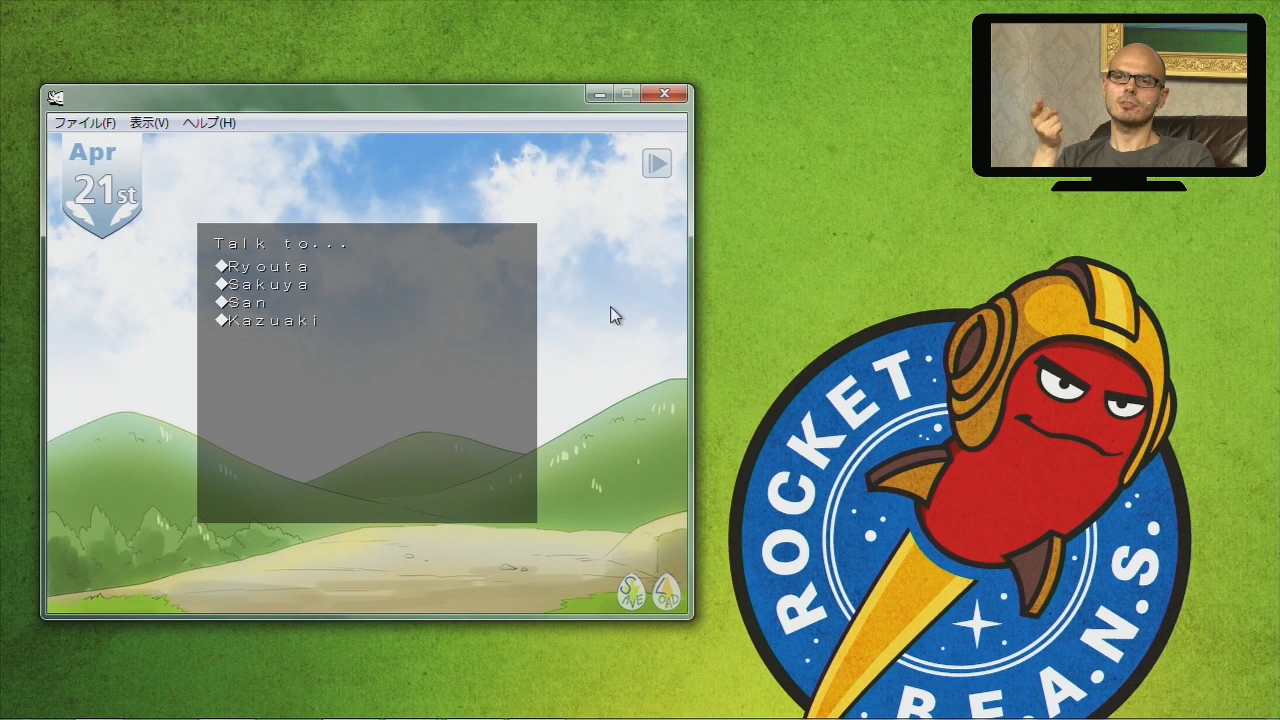 ファイル(F) 表示(V) ヘルプ(H)
Apr
21st
Talk to...
◆Ryouta
◆Sakuya
◆San
◆Kazuaki
SAVE
LOAD
ROCKET
B.E.A.N.S.